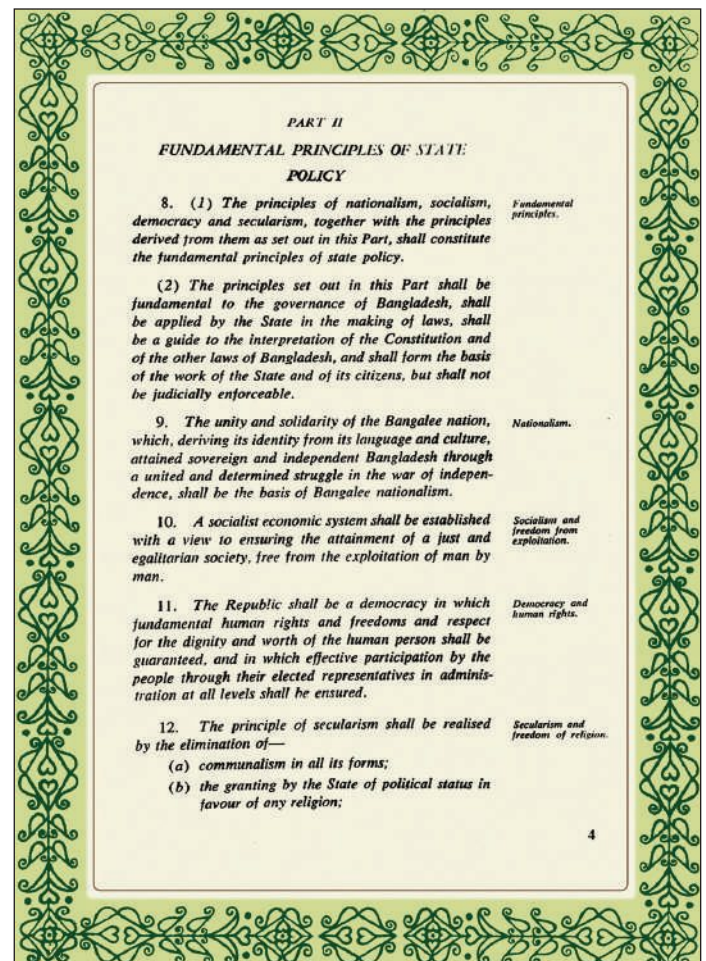 PART II
FUNDAMENTAL PRINCIPLES OF STATE
POLICY
8. (1) The principles of nationalism, socialism,
democracy and secularism, together with the principles
derived from them as set out in this Part, shall constitute
the fundamental principles of state policy.
Fundamental
principles.
(2) The principles set out in this Part shall be
fundamental to the governance of Bangladesh, shall
be applied by the State in the making of laws, shall
be a guide to the interpretation of the Constitution and
of the other laws of Bangladesh, and shall form the basis
of the work of the State and of its citizens, but shall not
be judicially enforceable.
9. The unity and solidarity of the Bangalee nation,
which, deriving its identity from its language and culture,
attained sovereign and independent Bangladesh through
a united and determined struggle in the war of indepen-
dence, shall be the basis of Bangalee nationalism.
Nationalism.
10. A socialist economic system shall be established
with a view to ensuring the attainment of a just and
egalitarian society, free from the exploitation of man by
man.
Socialism and
freedom from
exploitation.
11. The Republic shall be a democracy in which
fundamental human rights and freedoms and respect
for the dignity and worth of the human person shall be
guaranteed, and in which effective participation by the
people through their elected representatives in adminis-
tration at all levels shall be ensured.
Democracy and
human rights.
12. The principle of secularism shall be realised
by the elimination of—
Secularism and
freedom of religion.
(a) communalism in all its forms;
(b) the granting by the State of political status in
favour of any religion;
4